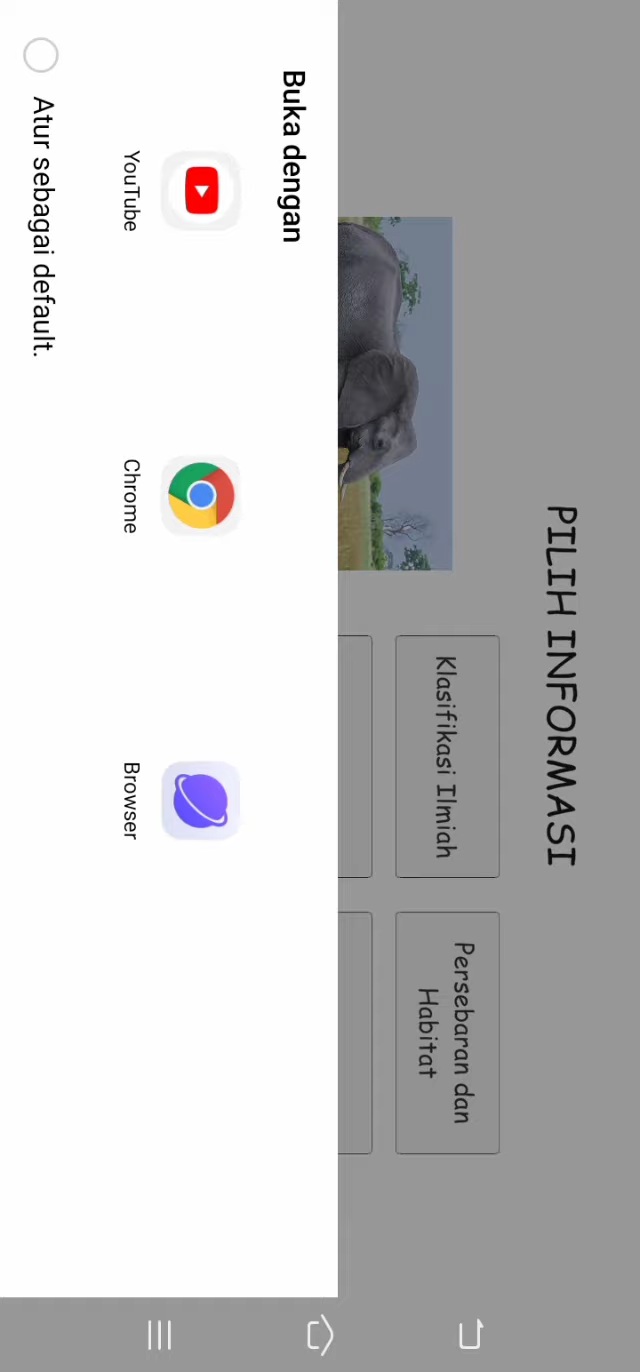 PILIH INFORMASI
Klasifikasi Ilmiah
Persebaran dan
Habitat
Buka dengan
YouTube
Chrome
Browser
Atur sebagai default.